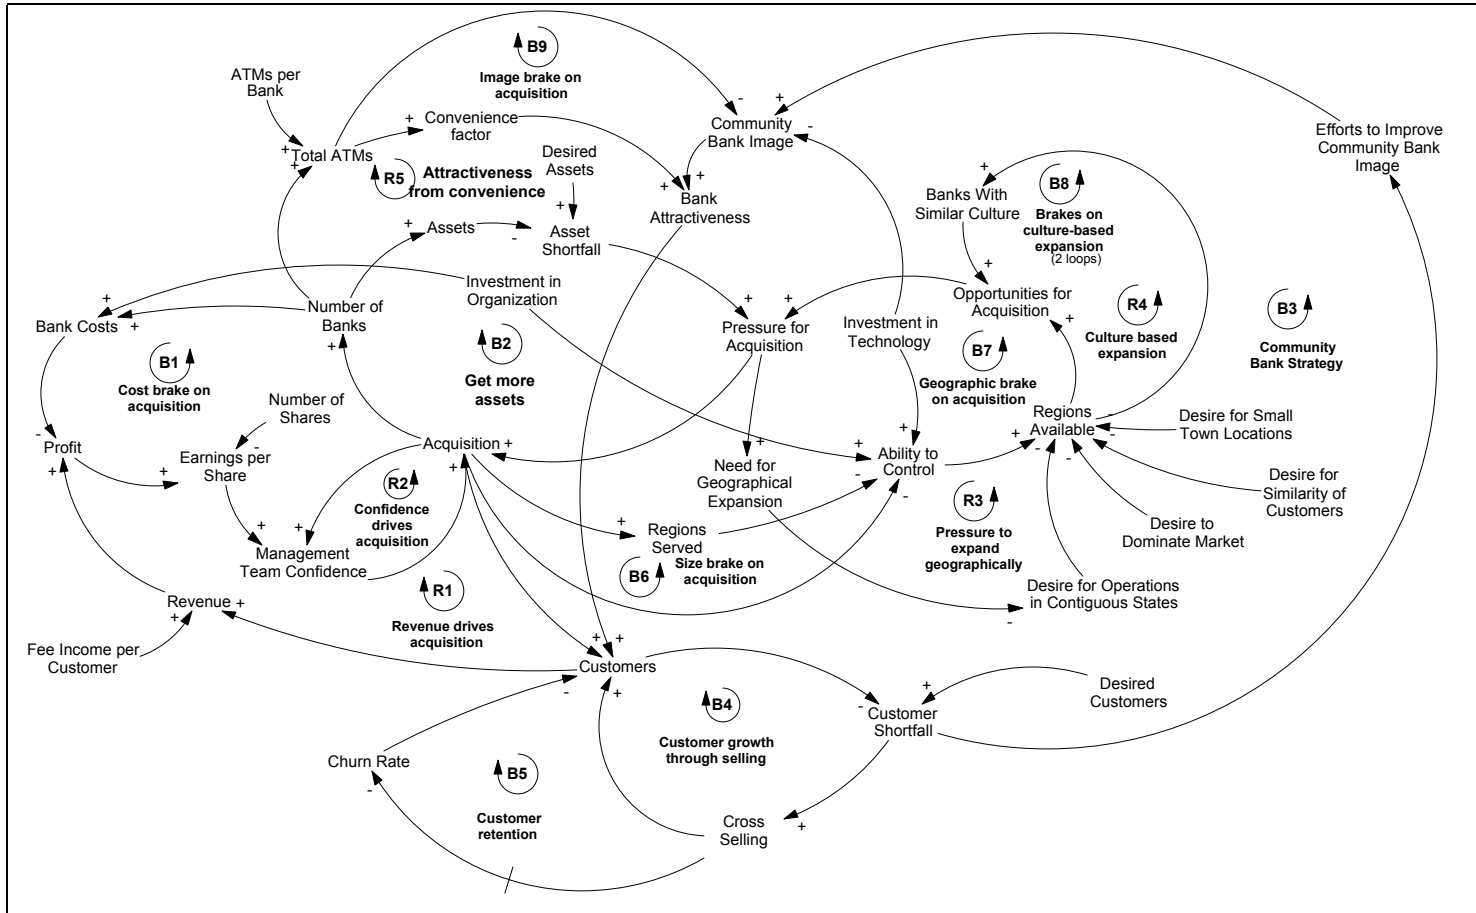 B9
Image brake on
acquisition
ATMs per
Bank
+
Convenience
factor
-
+
Community
Bank Image
-
Efforts to Improve
Community Bank
Image
+
+
Total ATMs
R5
Attractiveness
from convenience
Desired
Assets
+
+
Bank
Attractiveness
+
Banks With
Similar Culture
B8
Brakes on
culture-based
expansion
(2 loops)
+
Assets
-
+
Asset
Shortfall
+
Investment in
Organization
Opportunities for
Acquisition
+
+
Bank Costs
+
Number of
Banks
+
+
+
Pressure for
Acquisition
Investment in
Technology
R4
Culture based
expansion
B3
Community
Bank Strategy
B1
Cost brake on
acquisition
B2
Get more
assets
B7
Geographic brake
on acquisition
Number of
Shares
-
-
Profit
+
+
Earnings per
Share
Acquisition
+
+
+
Need for
Geographical
Expansion
+
+
-
-
Ability to
Control
+
Regions
Available
-
-
-
-
Desire for Small
Town Locations
Desire for
Similarity of
Customers
Desire to
Dominate Market
R2
Confidence
drives
acquisition
+
+
Management
Team Confidence
+
Regions
Served
B6
Size brake on
acquisition
R3
Pressure to
expand
geographically
-
Desire for Operations
in Contiguous States
R1
Revenue drives
acquisition
Revenue
+
+
Fee Income per
Customer
+
+
Customers
-
+
B4
Customer growth
through selling
-
+
Customer
Shortfall
Desired
Customers
Churn Rate
-
B5
Customer
retention
Cross
Selling
+